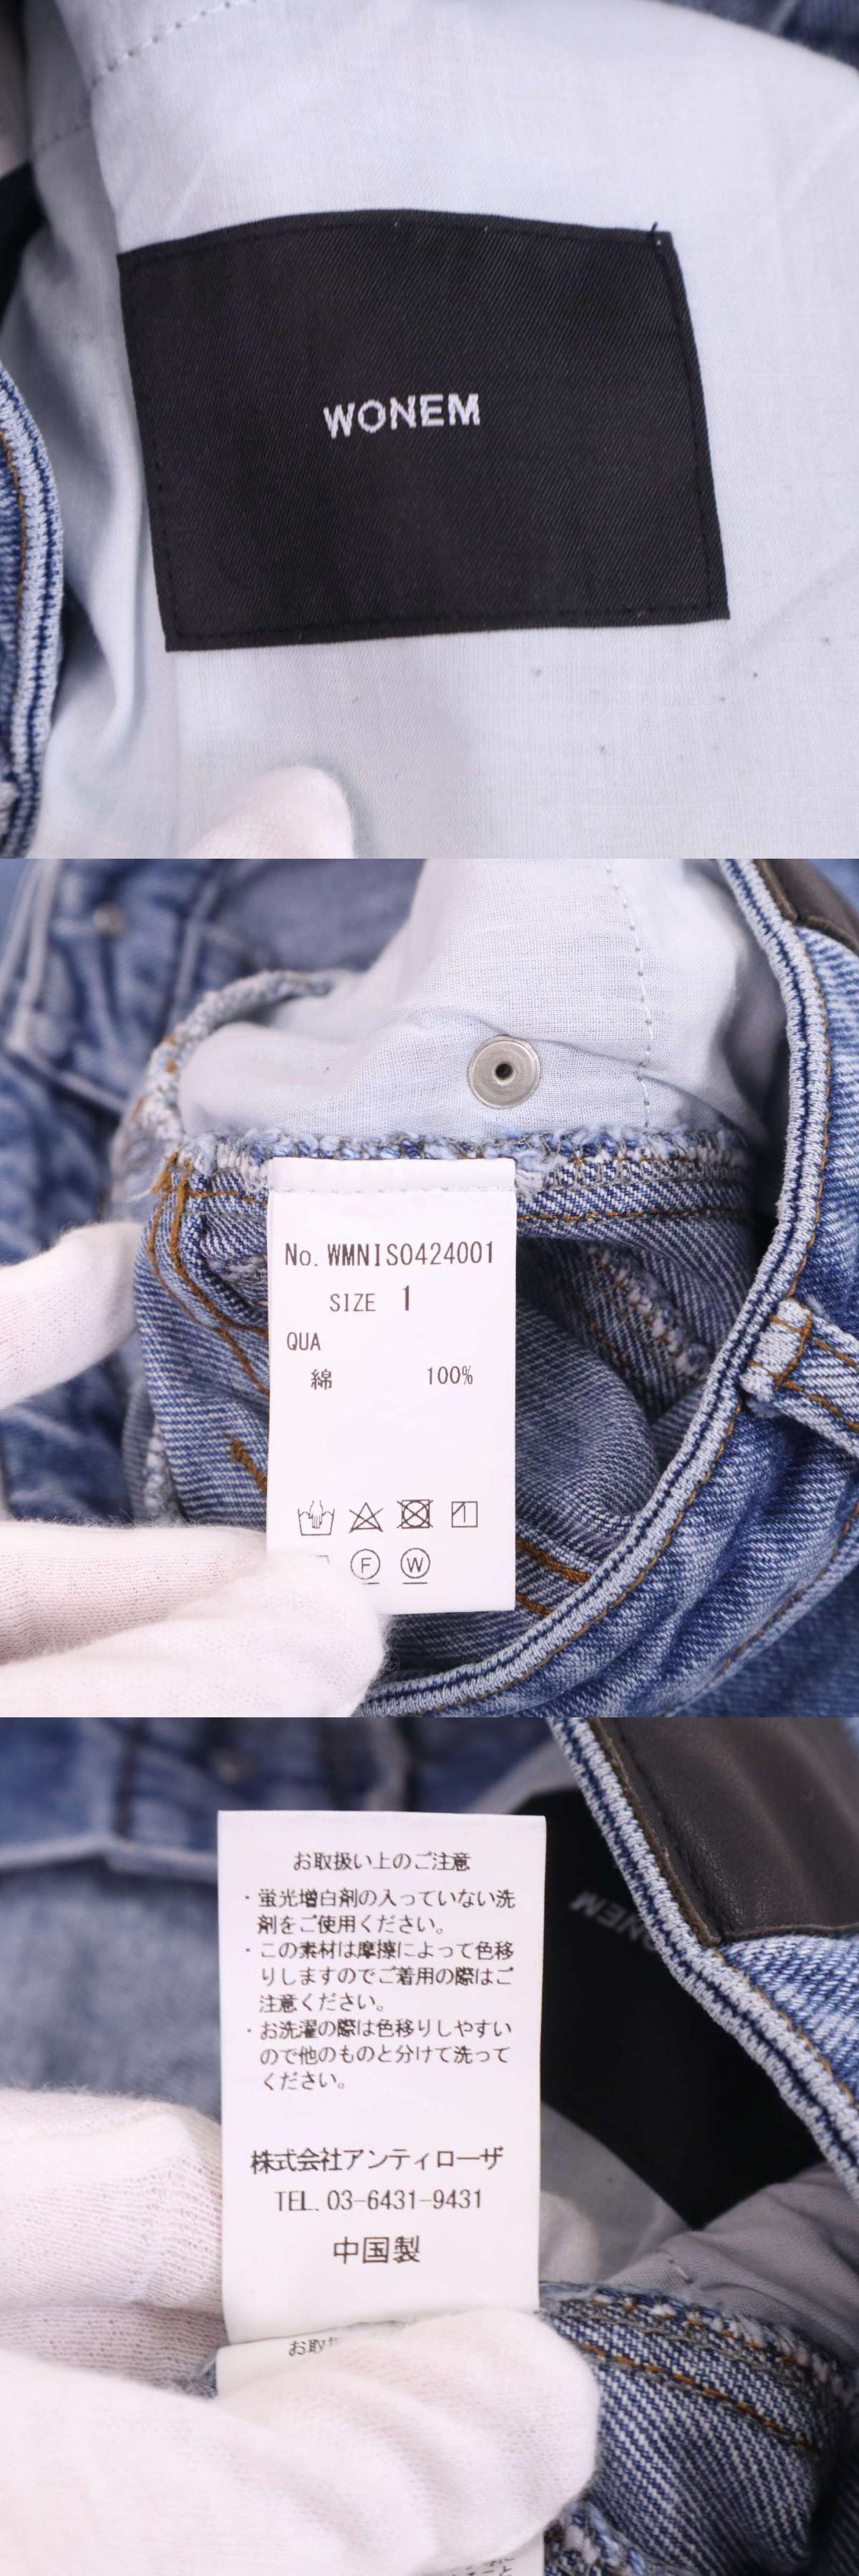 WONEM
No. WMNIS0424001
SIZE 1
QUA
綿 100%
F W
お取扱い上のご注意
・蛍光増白剤の入っていない洗
剤をご使用ください。
・この素材は摩擦によって色移
りしますのでご着用の際はご
注意ください。
・お洗濯の際は色移りしやすい
ので他のものと分けて洗って
ください。
株式会社アンティローザ
TEL. 03-6431-9431
中国製
お取扱